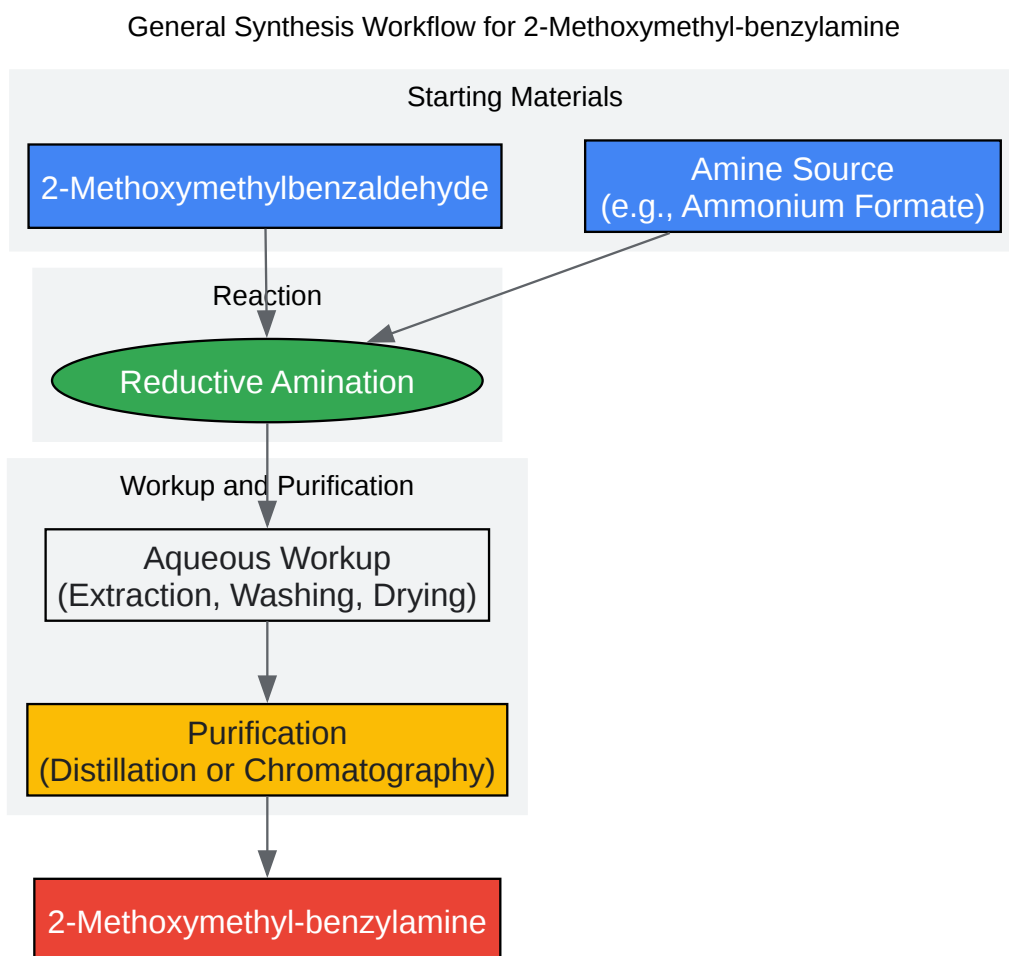 General Synthesis Workflow for 2-Methoxymethyl-benzylamine
Starting Materials
2-Methoxymethylbenzaldehyde
Amine Source
(e.g., Ammonium Formate)
Reaction
Reductive Amination
Workup and Purification
Aqueous Workup
(Extraction, Washing, Drying)
Purification
(Distillation or Chromatography)
2-Methoxymethyl-benzylamine